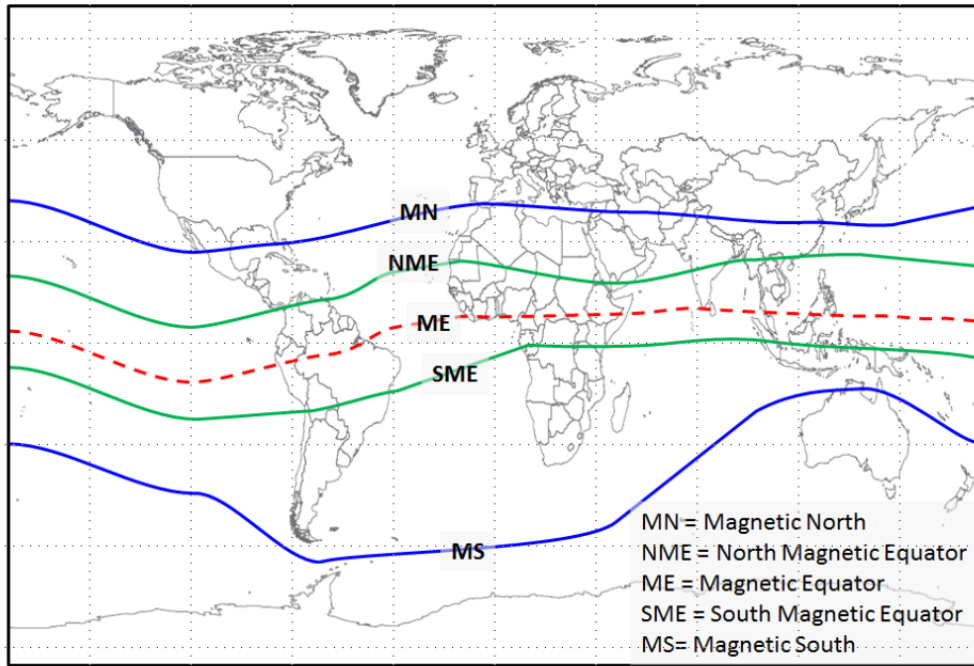 MN
NME
ME
SME
MS
MN = Magnetic North
NME = North Magnetic Equator
ME = Magnetic Equator
SME = South Magnetic Equator
MS= Magnetic South